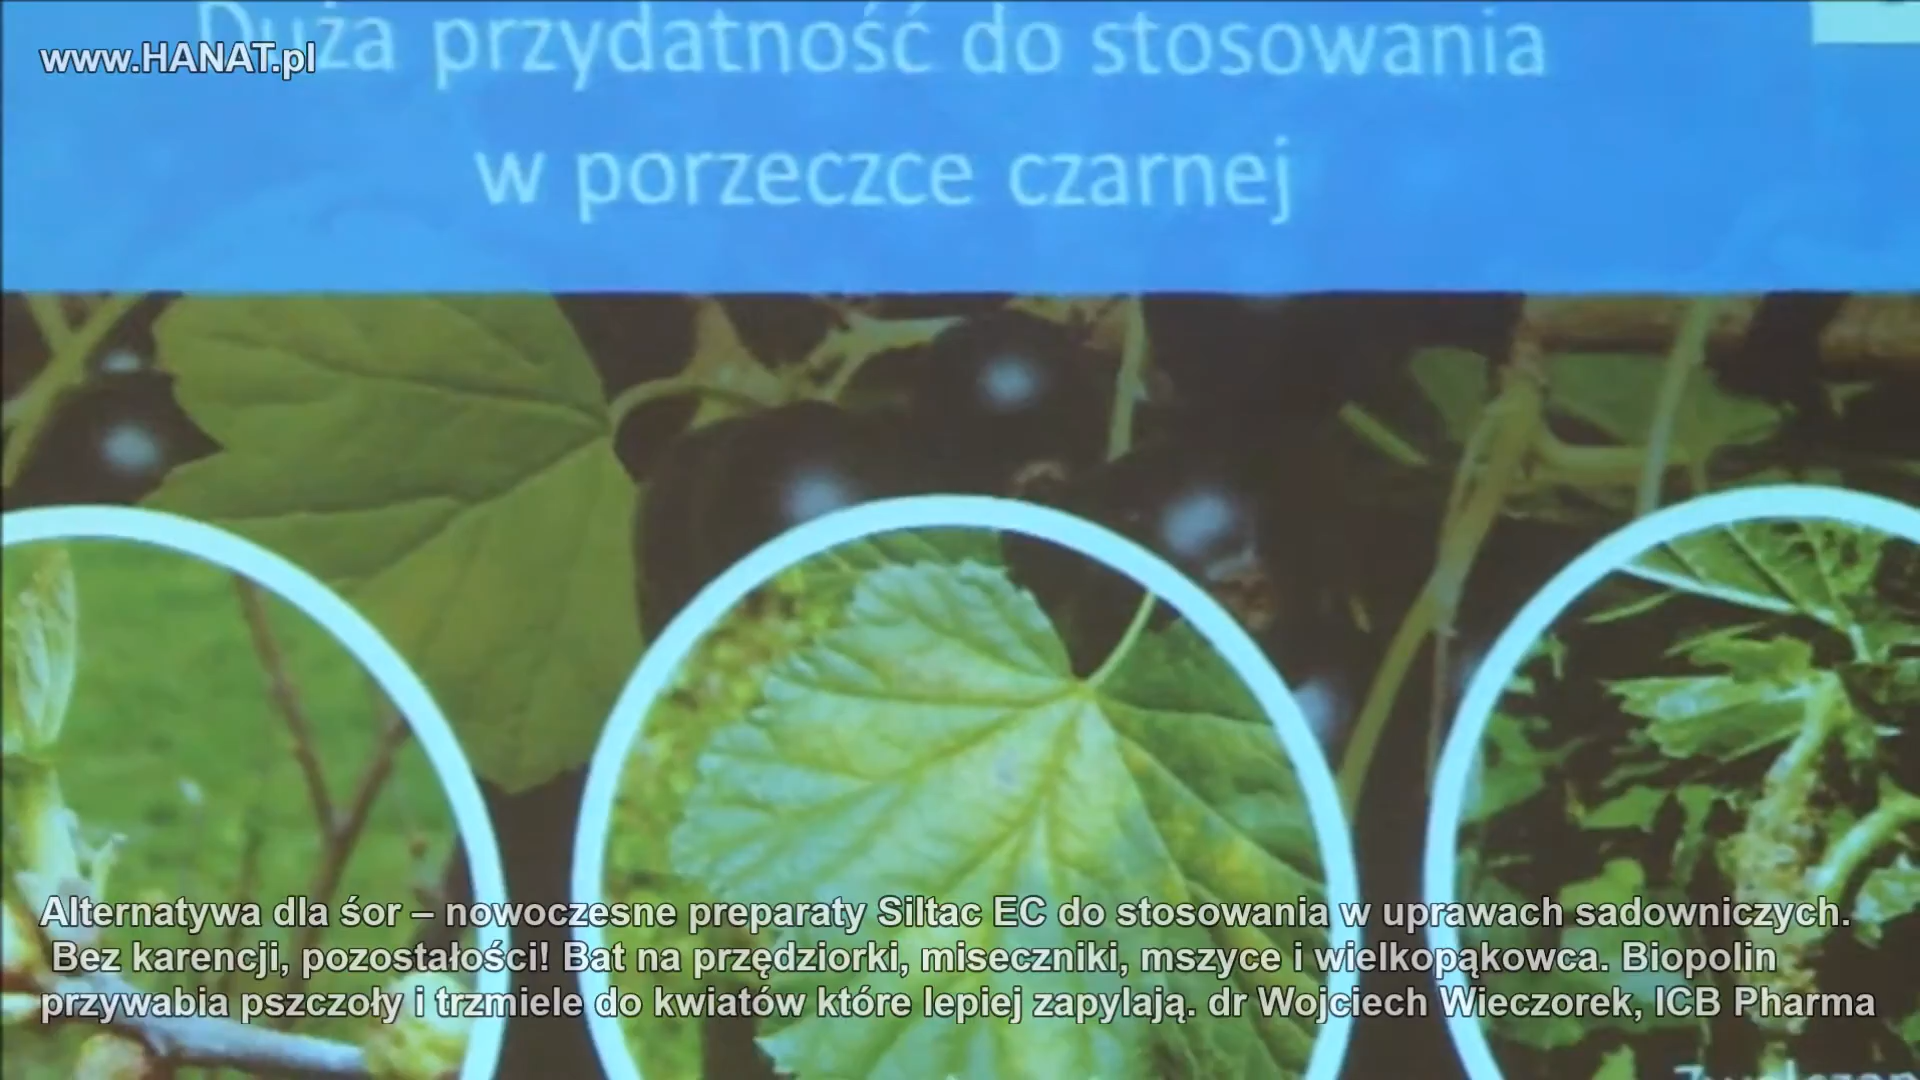 Duża przydatność do stosowania
www.HANAT.pl
w porzeczce czarnej
Alternatywa dla śor – nowoczesne preparaty Siltac EC do stosowania w uprawach sadowniczych.
Bez karencji, pozostałości! Bat na przędziorki, miseczniki, mszyce i wielkopąkowca. Biopolin
przywabia pszczoły i trzmiele do kwiatów które lepiej zapylają. dr Wojciech Wieczorek, ICB Pharma